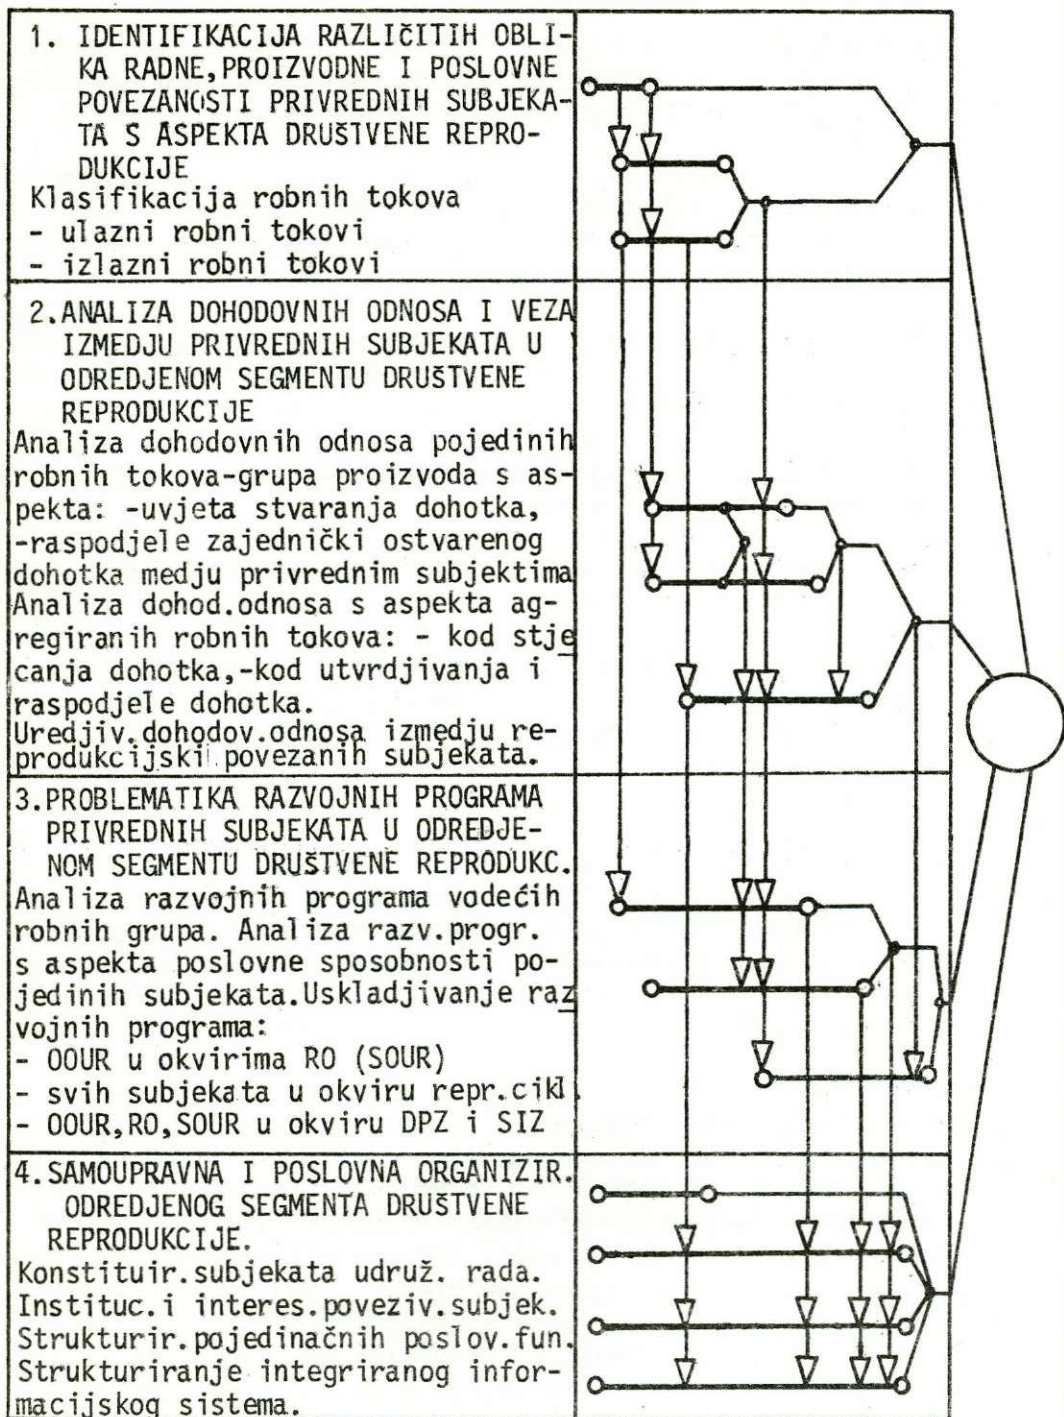 1. IDENTIFIKACIJA RAZLIČITIH OBLI-
KA RADNE,PROIZVODNE I POSLOVNE
POVEZANOSTI PRIVREDNIH SUBJEKA-
TA S ASPEKTA DRUŠTVENE REPRO-
DUKCIJE
Klasifikacija robnih tokova
- ulazni robni tokovi
- izlazni robni tokovi
2.ANALIZA DOHODOVNIH ODNOSA I VEZA
IZMEDJU PRIVREDNIH SUBJEKATA U
ODREDJENOM SEGMENTU DRUŠTVENE
REPRODUKCIJE
Analiza dohodovnih odnosa pojedinih
robnih tokova-grupa proizvoda s as-
pekta: -uvjeta stvaranja dohotka,
-raspodjele zajednički ostvarenog
dohotka medju privrednim subjektima
Analiza dohod.odnosa s aspekta ag-
regiranih robnih tokova: - kod stje
canja dohotka,-kod utvrdjivanja i
raspodjele dohotka.
Uredjiv.dohodov.odnosa izmedju re-
produkcijski povezanih subjekata.
3.PROBLEMATIKA RAZVOJNIH PROGRAMA
PRIVREDNIH SUBJEKATA U ODREDJE-
NOM SEGMENTU DRUŠTVENE REPRODUKC.
Analiza razvojnih programa vodećih
robnih grupa. Analiza razv.progr.
s aspekta poslovne sposobnosti po-
jedinih subjekata.Uskladjivanje raz
vojnih programa:
- OOUR u okvirima RO (SOUR)
- svih subjekata u okviru repr.cikl.
- OOUR,RO,SOUR u okviru DPZ i SIZ
4.SAMOUPRAVNA I POSLOVNA ORGANIZIR.
ODREDJENOG SEGMENTA DRUŠTVENE
REPRODUKCIJE.
Konstituir.subjekata udruž. rada.
Instituc.i interes.poveziv.subjek.
Strukturir.pojedinačnih poslov.fun.
Strukturiranje integriranog infor-
macijskog sistema.